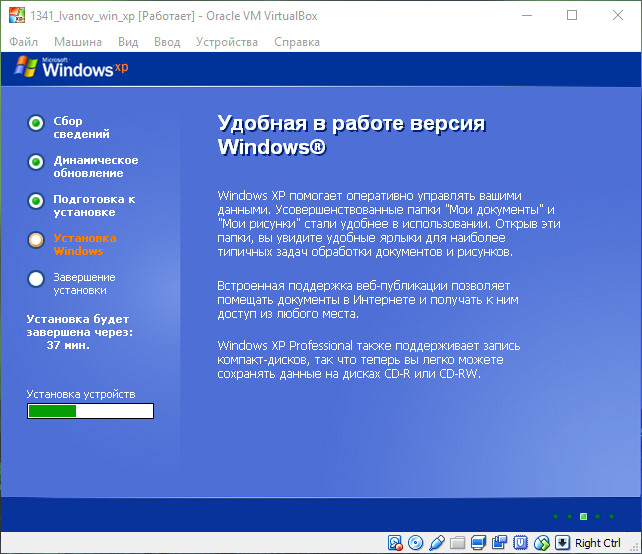 1341_Ivanov_win_xp [Работает] - Oracle VM VirtualBox
Файл Машина Вид Ввод Устройства Справка
Microsoft
Windows xp
Сбор
сведений
Динамическое
обновление
Подготовка к
установке
Установка
Windows
Завершение
установки
Установка будет
завершена через:
37 мин.
Установка устройств
Удобная в работе версия
Windows®
Windows XP помогает оперативно управлять вашими
данными. Усовершенствованные папки "Мои документы" и
"Мои рисунки" стали удобнее в использовании. Открыв эти
папки, вы увидите удобные ярлыки для наиболее
типичных задач обработки документов и рисунков.
Встроенная поддержка веб-публикации позволяет
помещать документы в Интернете и получать к ним
доступ из любого места.
Windows XP Professional также поддерживает запись
компакт-дисков, так что теперь вы легко можете
сохранять данные на дисках CD-R или CD-RW.
Right Ctrl